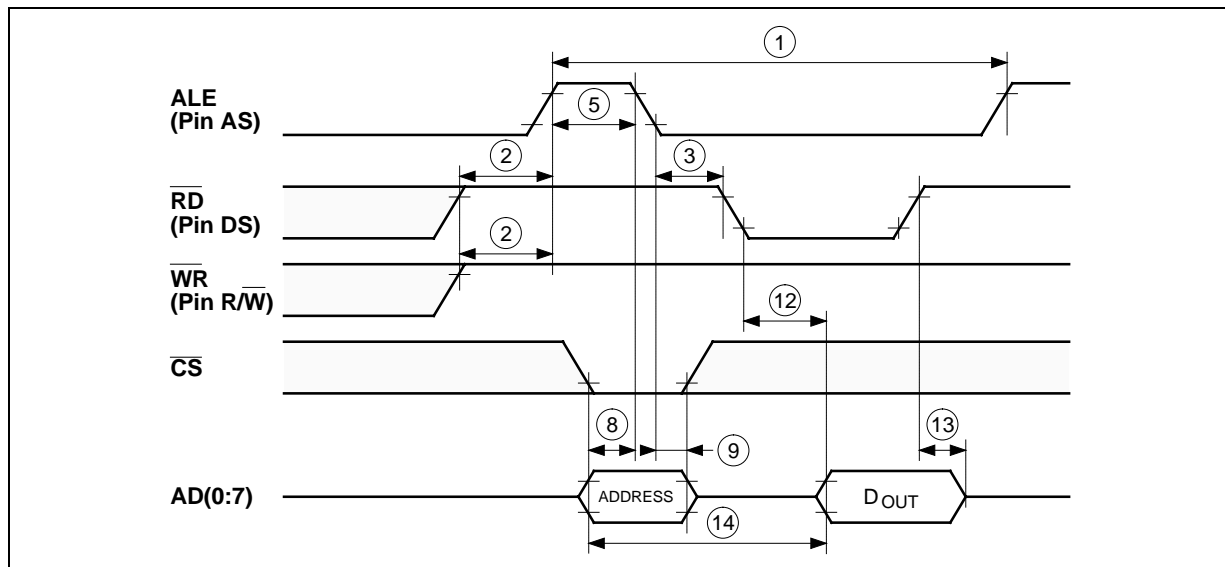 1
ALE
(Pin AS)
5
2
3
RD
(Pin DS)
2
WR
(Pin R/W)
12
CS
8
9
13
AD(0:7)
ADDRESS
DOUT
14